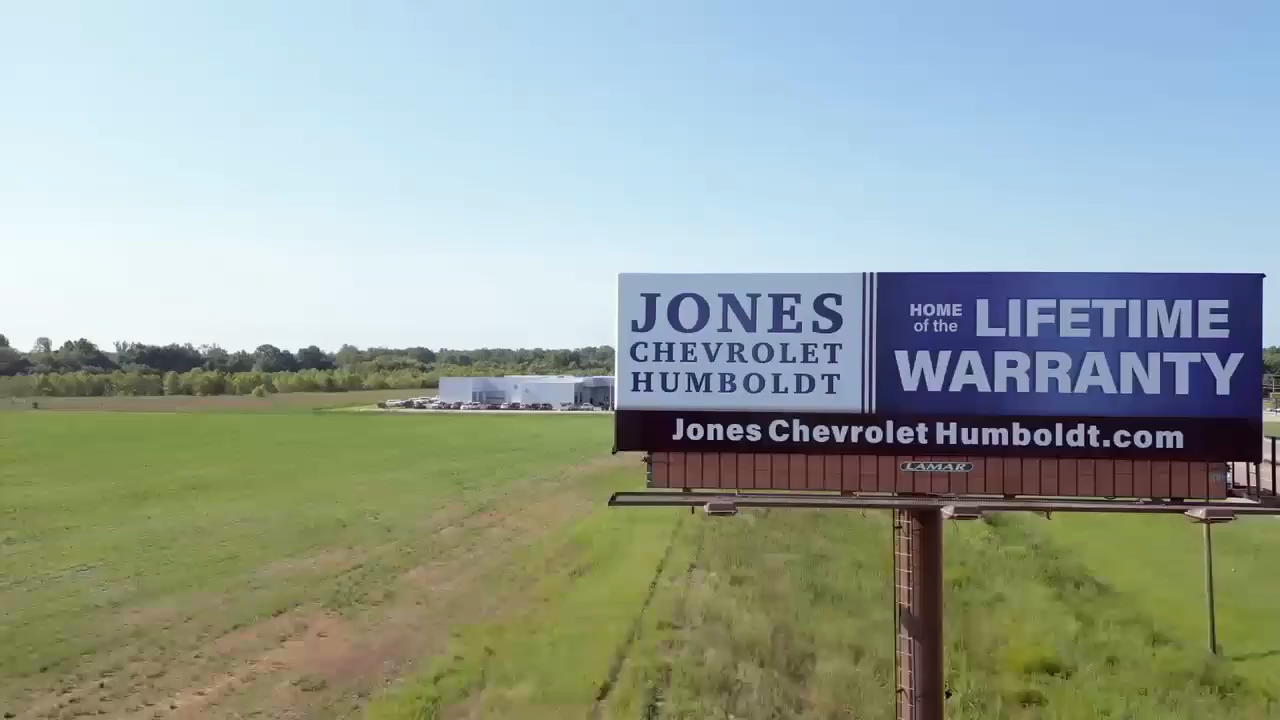 JONES
CHEVROLET
HUMBOLDT
HOME
of the
LIFETIME
WARRANTY
Jones Chevrolet Humboldt.com
LAMAR